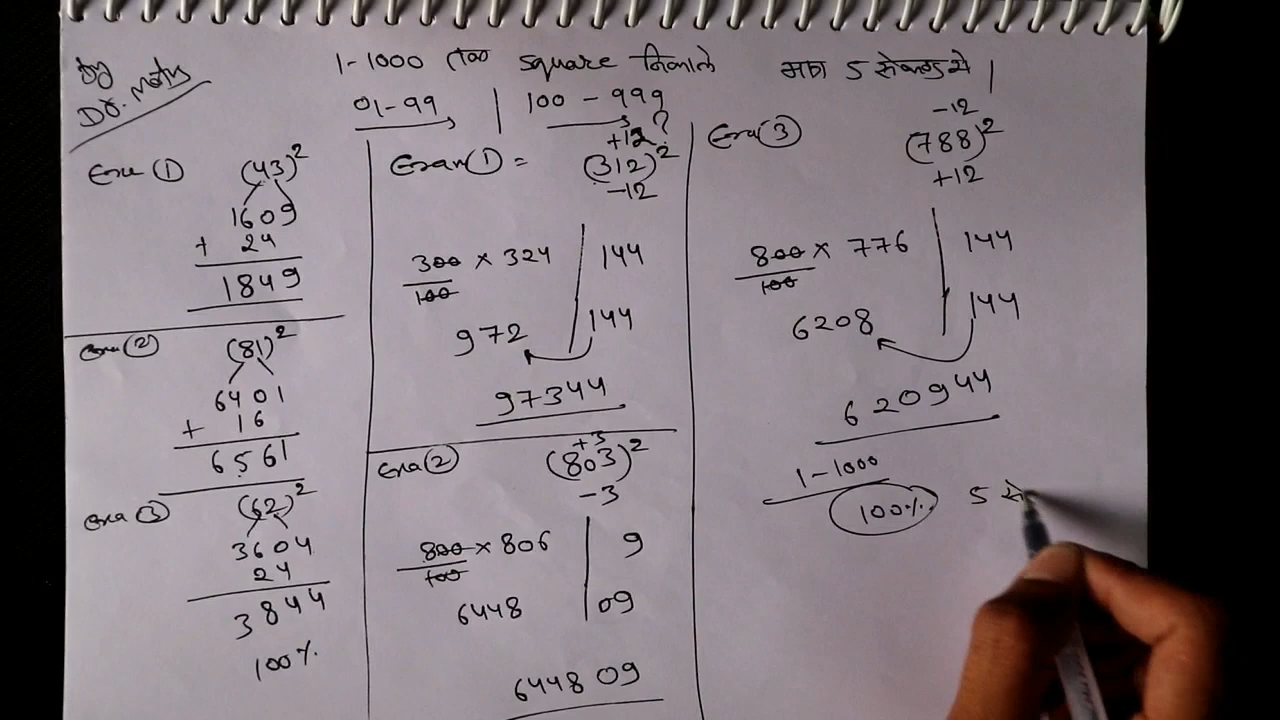 by
Dr. Maths
1-1000 तक square निकाले मात्र 5 सेकण्ड मे |
01-99 | 100 - 999
?
Exa ① (43)²
1609
+ 24
1849
Exa ② (81)²
6401
+ 16
6561
Exa ③ (62)²
3604
24
3844
100%
+12
Exam ① = (312)²
-12
300 × 324 | 144
100
972 | 144
97344
+3
Exa ② (803)²
-3
800 × 806 | 9
100
6448 | 09
644809
-12
Exa ③ (788)²
+12
800 × 776 | 144
100
6208 | 144
620944
1-1000
100% 5 से